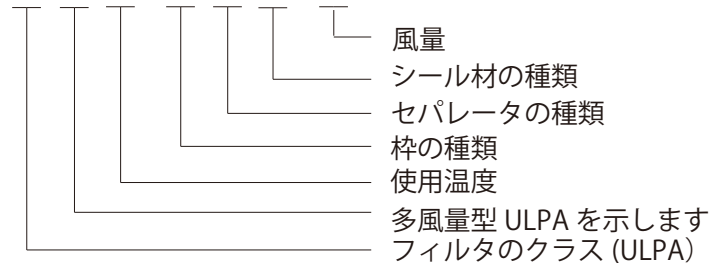 風量
シール材の種類
セパレータの種類
枠の種類
使用温度
多風量型 ULPA を示します
フィルタのクラス (ULPA）